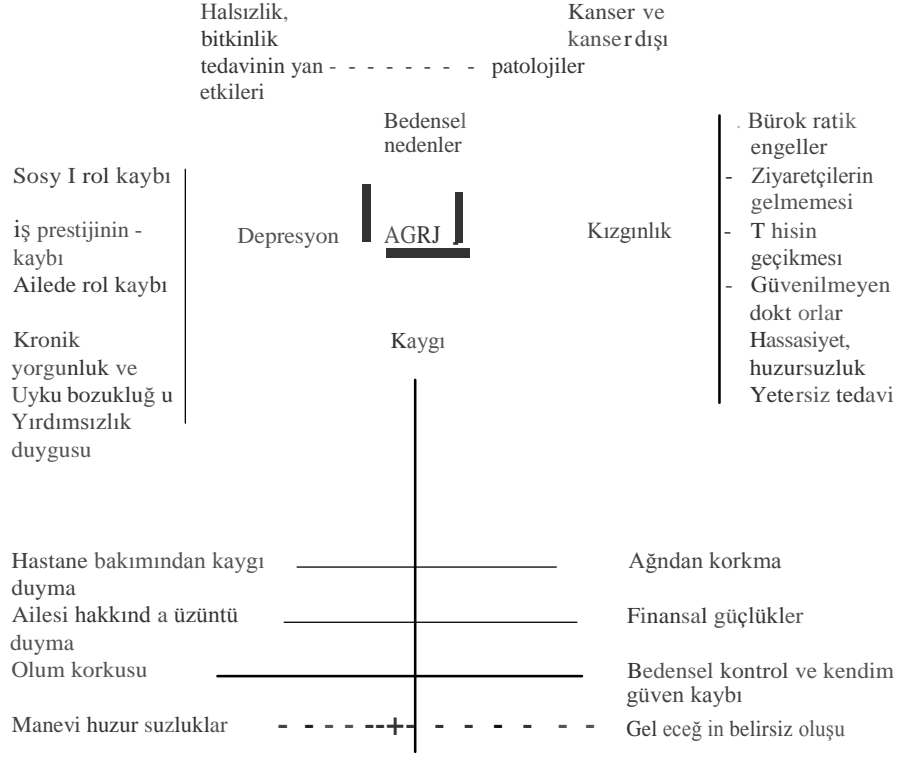 Halsızlık,
bitkinlik
tedavinin yan
etkileri
Kanser ve
kanser dışı
patolojiler
Bedensel
nedenler
Sosy I rol kaybı
iş prestijinin -
kaybı
Ailede rol kaybı
Kronik
yorgunluk ve
Uyku bozukluğ u
Yırdımsızlık
duygusu
Depresyon
AGRJ
Kızgınlık
. Bürok ratik
engeller
- Ziyaretçilerin
gelmemesi
- T hisin
geçikmesı
- Güvenilmeyen
dokt orlar
Hassasiyet,
huzursuzluk
Yetersiz tedavi
Kaygı
Hastane bakımından kaygı
duyma
Ailesi hakkınd a üzüntü
duyma
Olum korkusu
Manevi huzur suzluklar
Ağndan korkma
Finansal güçlükler
Bedensel kontrol ve kendim
güven kaybı
Gel eceğ in belirsiz oluşu